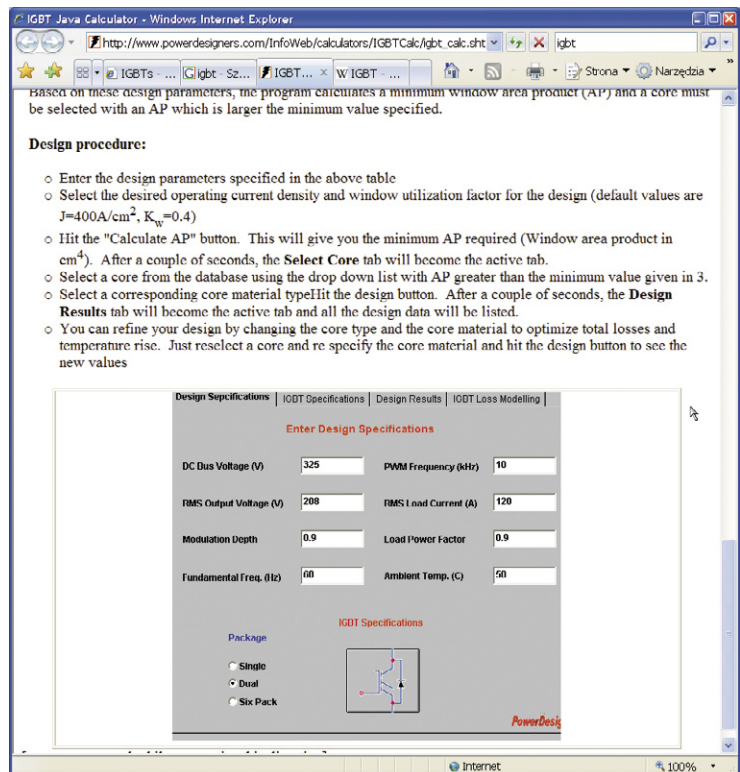 IGBT Java Calculator - Windows Internet Explorer
http://www.powerdesigners.com/InfoWeb/calculators/IGBTCalc/igbt_calc.sht
igbt
IGBTs - ...
igbt - Sz...
IGBT... ×
W IGBT - ...
Strona
Narzędzia
Based on these design parameters, the program calculates a minimum window area product (AP) and a core must
be selected with an AP which is larger the minimum value specified.
Design procedure:
○ Enter the design parameters specified in the above table
○ Select the desired operating current density and window utilization factor for the design (default values are
J=400A/cm², Kw=0.4)
○ Hit the "Calculate AP" button. This will give you the minimum AP required (Window area product in
cm⁴). After a couple of seconds, the Select Core tab will become the active tab.
○ Select a core from the database using the drop down list with AP greater than the minimum value given in 3.
○ Select a corresponding core material typeHit the design button. After a couple of seconds, the Design
Results tab will become the active tab and all the design data will be listed.
○ You can refine your design by changing the core type and the core material to optimize total losses and
temperature rise. Just reselect a core and re specify the core material and hit the design button to see the
new values
Design Sepcifications | IGBT Specifications | Design Results | IGBT Loss Modelling |
Enter Design Specifications
DC Bus Voltage (V) 325 PWM Frequency (kHz) 10
RMS Output Voltage (V) 208 RMS Load Current (A) 120
Modulation Depth 0.9 Load Power Factor 0.9
Fundamental Freq. (Hz) 60 Ambient Temp. (C) 50
IGBT Specifications
Package
Single
Dual
Six Pack
PowerDesig
Internet
100%